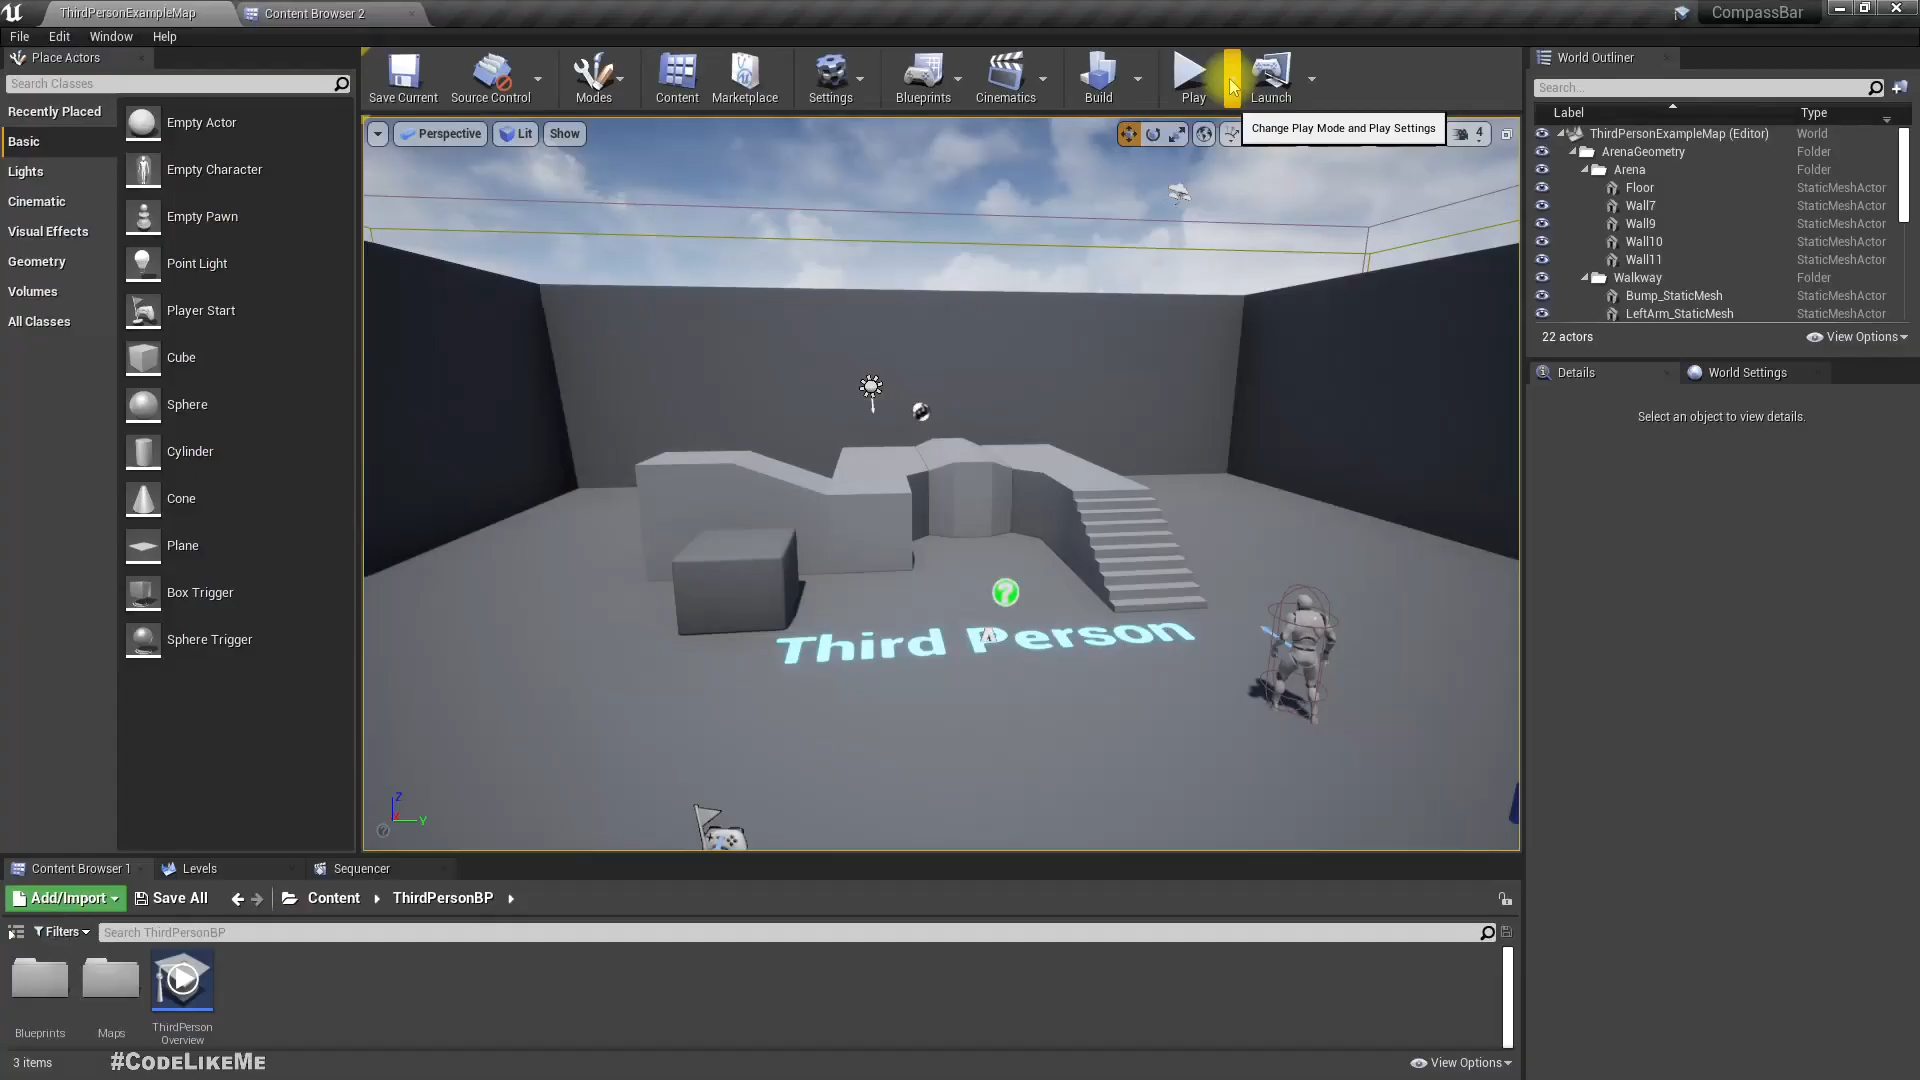 ThirdPersonExampleMap
Content Browser 2
CompassBar
File Edit Window Help
Place Actors
Search Classes
Recently Placed
Basic
Lights
Cinematic
Visual Effects
Geometry
Volumes
All Classes
Empty Actor
Empty Character
Empty Pawn
Point Light
Player Start
Cube
Sphere
Cylinder
Cone
Plane
Box Trigger
Sphere Trigger
Save Current Source Control Modes Content Marketplace Settings Blueprints Cinematics Build Play Launch
Perspective Lit Show
4
Change Play Mode and Play Settings
Third Person
Z
Y
World Outliner
Search...
Label Type
ThirdPersonExampleMap (Editor) World
ArenaGeometry Folder
Arena Folder
Floor StaticMeshActor
Wall7 StaticMeshActor
Wall9 StaticMeshActor
Wall10 StaticMeshActor
Wall11 StaticMeshActor
Walkway Folder
Bump_StaticMesh StaticMeshActor
LeftArm_StaticMesh StaticMeshActor
22 actors View Options
Details World Settings
Select an object to view details.
Content Browser 1 Levels Sequencer
Add/Import Save All Content ThirdPersonBP
Filters Search ThirdPersonBP
Blueprints Maps ThirdPerson
Overview
3 items #CodeLikeMe View Options